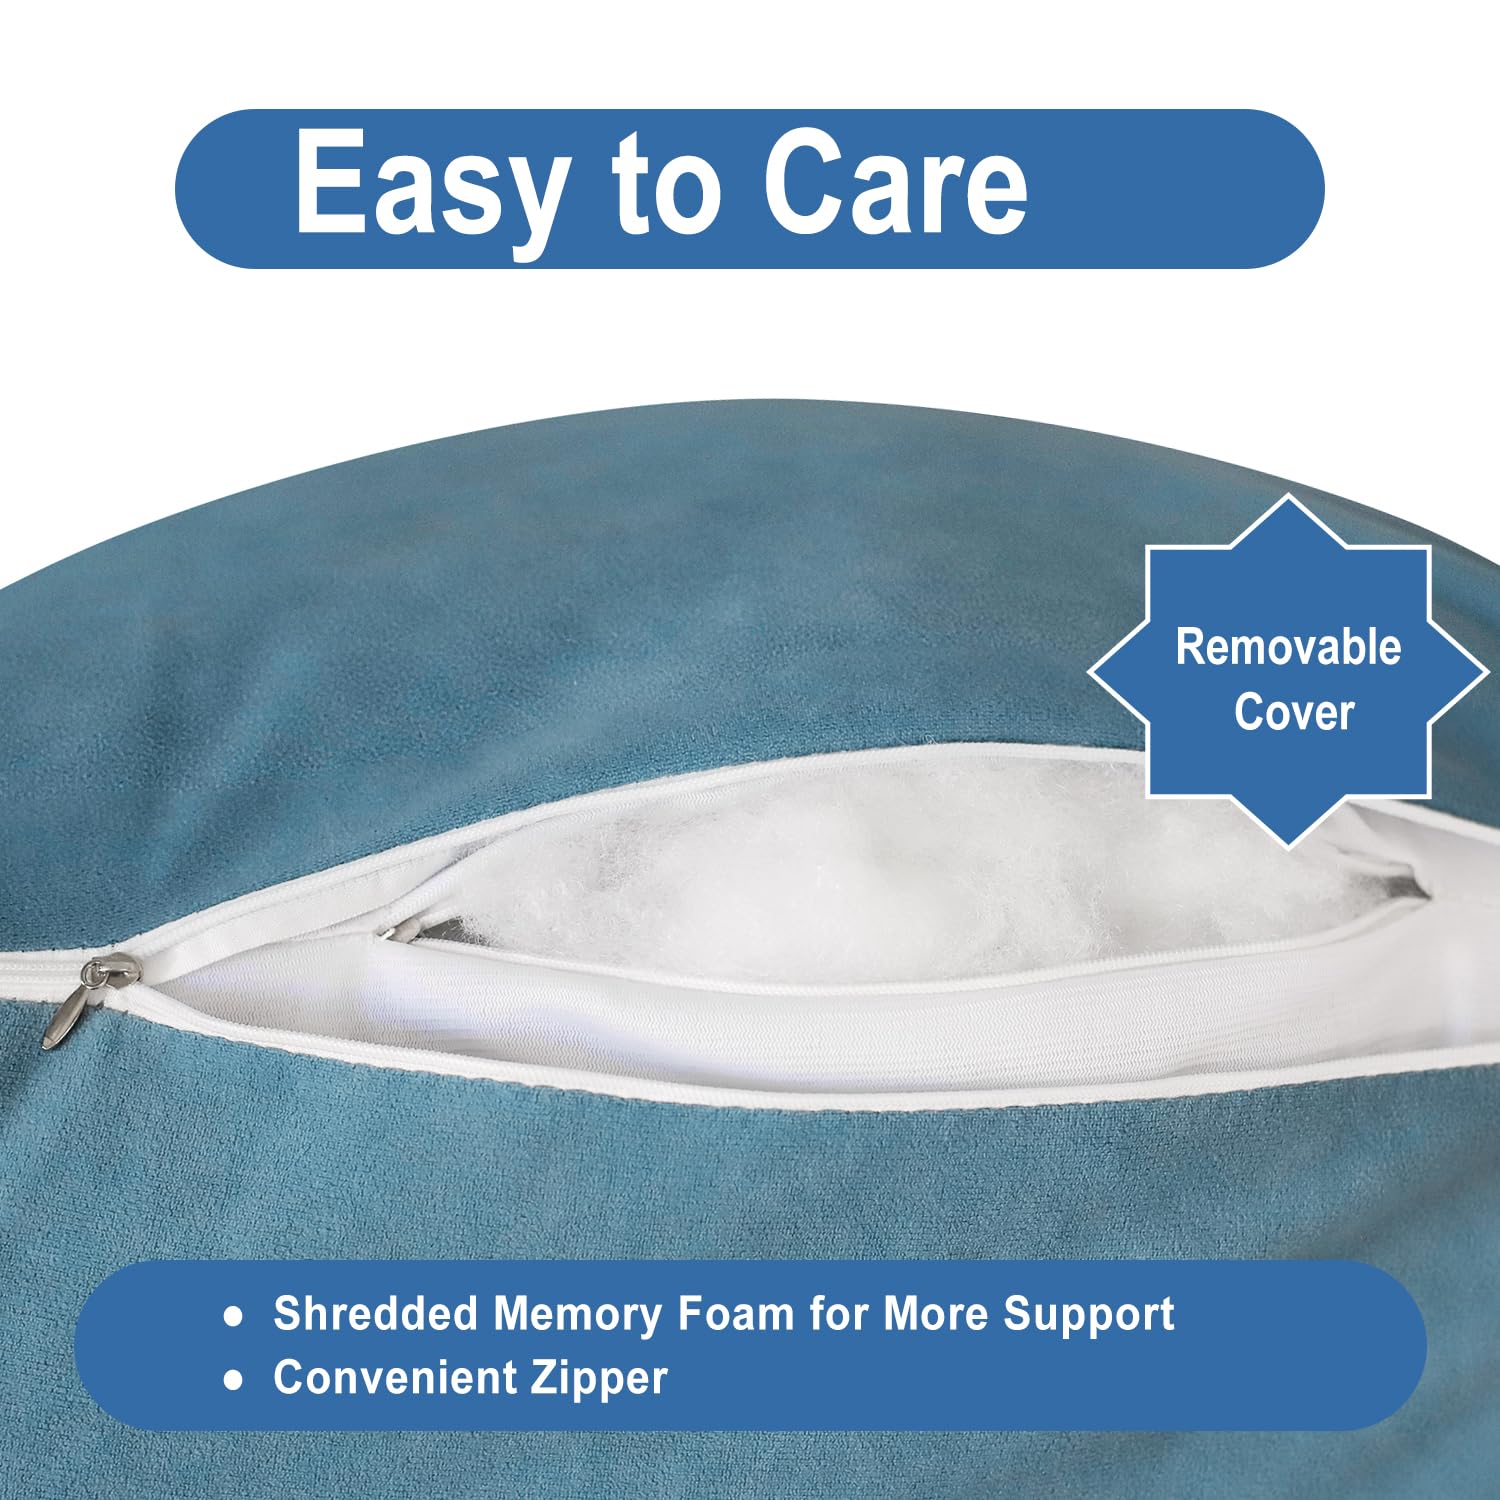 Easy to Care
Removable
Cover
● Shredded Memory Foam for More Support
● Convenient Zipper